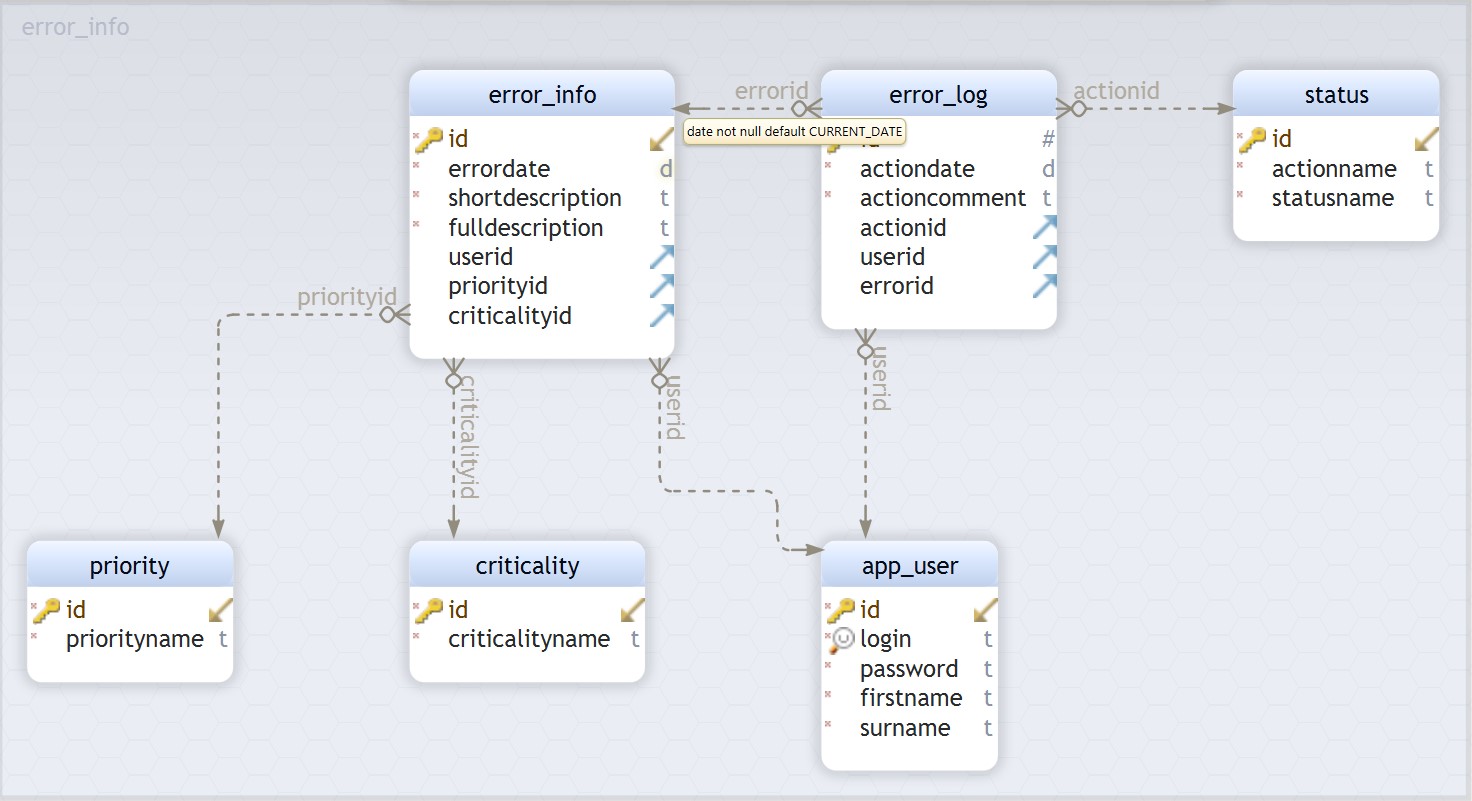 error_info
error_info
id
errordate d
shortdescription t
fulldescription t
userid
priorityid
criticalityid
errorid
date not null default CURRENT_DATE
error_log
id #
actiondate d
actioncomment t
actionid
userid
errorid
actionid
status
id
actionname t
statusname t
priorityid
criticalityid
userid
userid
priority
id
priorityname t
criticality
id
criticalityname t
app_user
id
login t
password t
firstname t
surname t